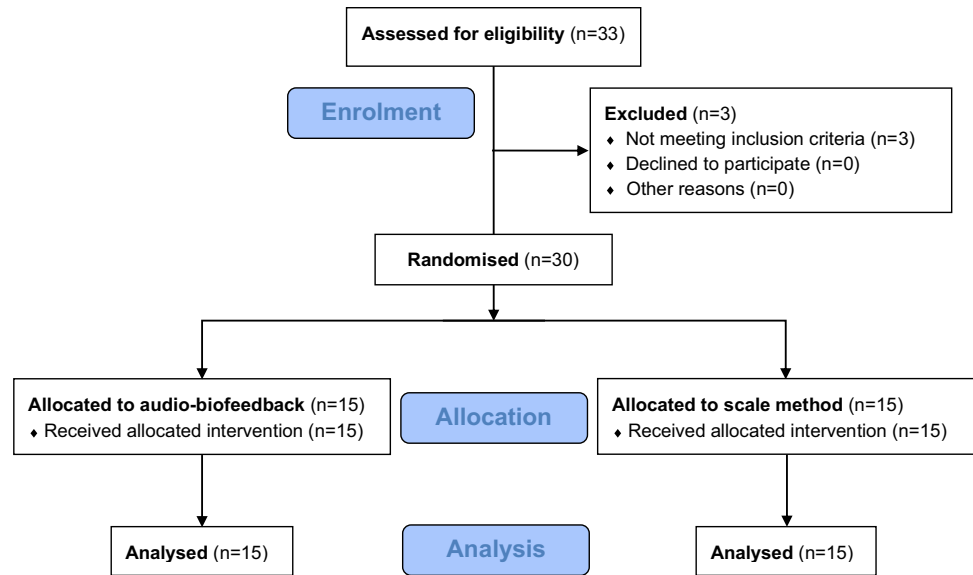 Assessed for eligibility (n=33)
Enrolment
Excluded (n=3)
♦ Not meeting inclusion criteria (n=3)
♦ Declined to participate (n=0)
♦ Other reasons (n=0)
Randomised (n=30)
Allocated to audio-biofeedback (n=15)
♦ Received allocated intervention (n=15)
Allocation
Allocated to scale method (n=15)
♦ Received allocated intervention (n=15)
Analysed (n=15)
Analysis
Analysed (n=15)